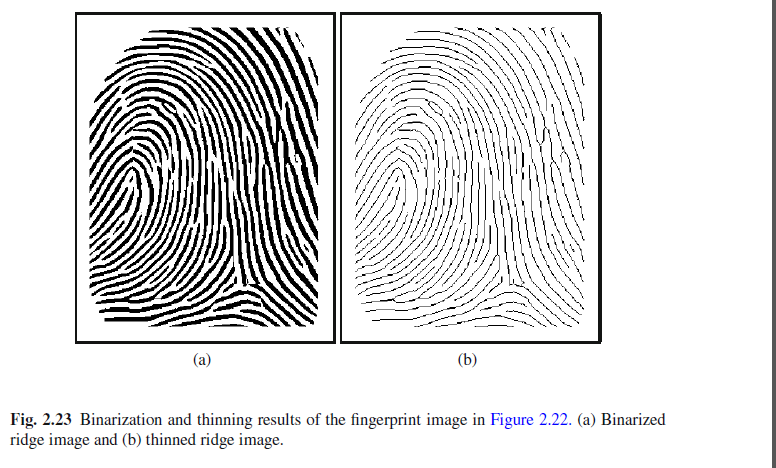 (a) (b)
Fig. 2.23 Binarization and thinning results of the fingerprint image in Figure 2.22. (a) Binarized
ridge image and (b) thinned ridge image.